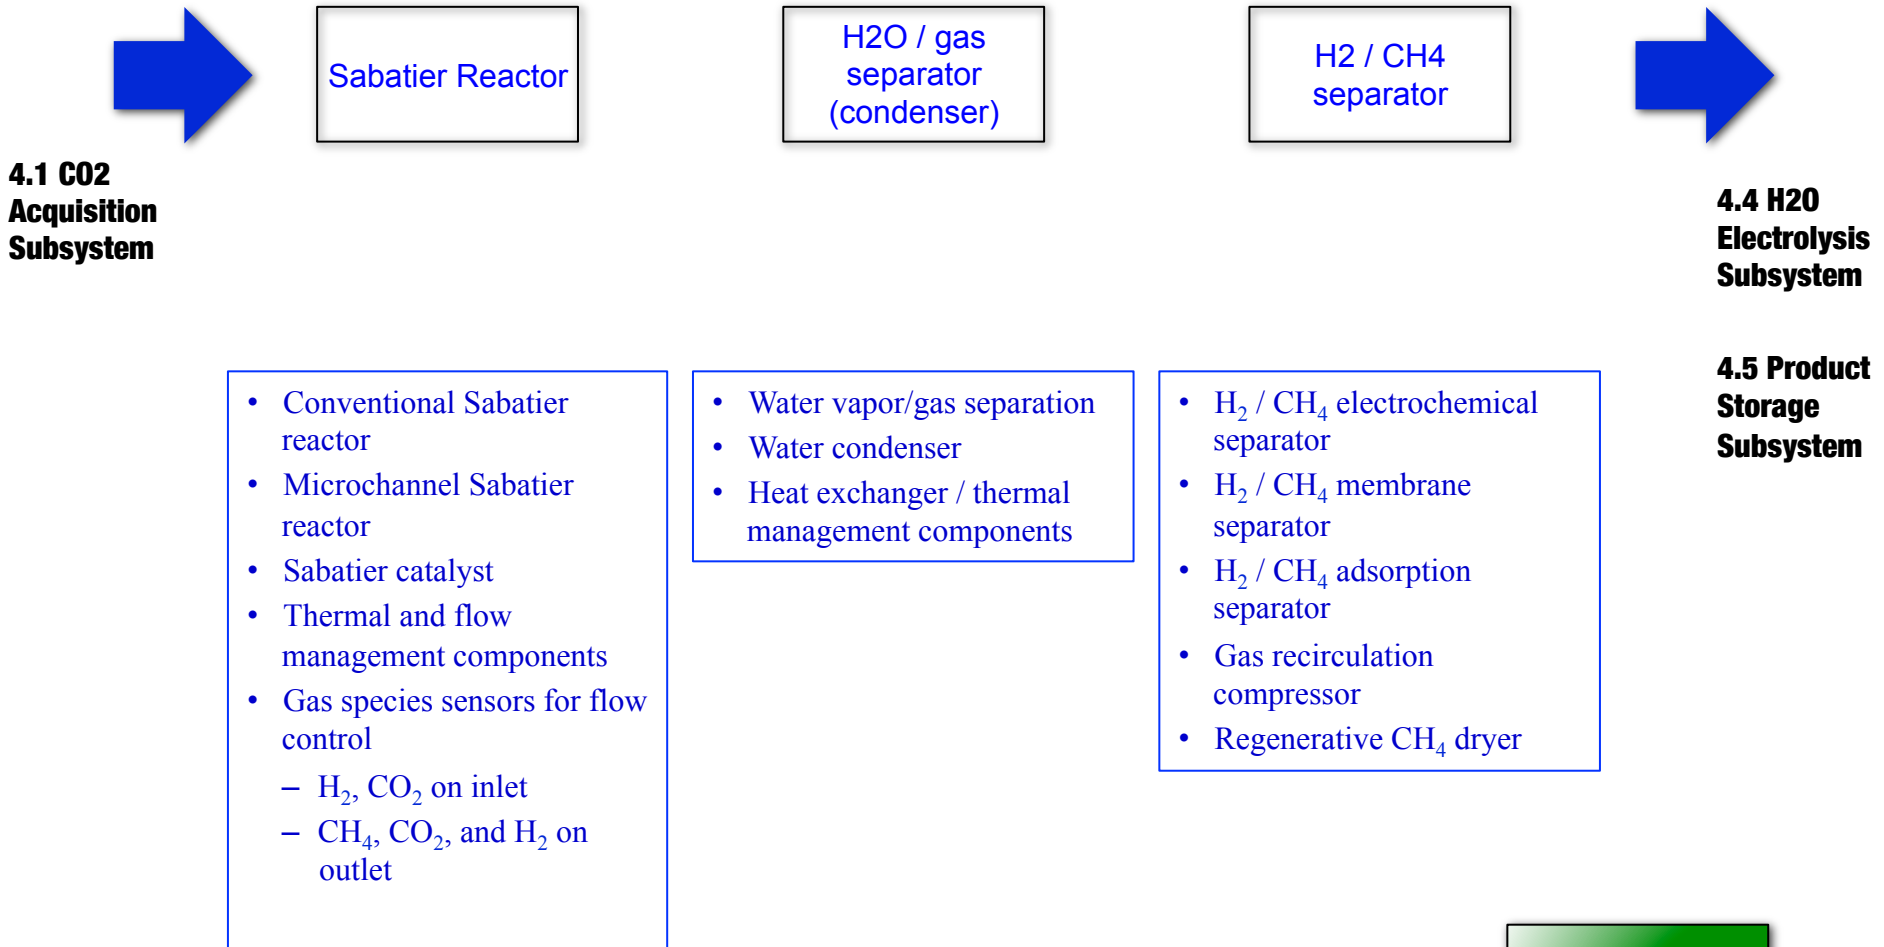 Sabatier Reactor
H2O / gas
separator
(condenser)
H2 / CH4
separator
4.1 CO2
Acquisition
Subsystem
4.4 H2O
Electrolysis
Subsystem
4.5 Product
Storage
Subsystem
• Conventional Sabatier
reactor
• Microchannel Sabatier
reactor
• Sabatier catalyst
• Thermal and flow
management components
• Gas species sensors for flow
control
– H₂, CO₂ on inlet
– CH₄, CO₂, and H₂ on
outlet
• Water vapor/gas separation
• Water condenser
• Heat exchanger / thermal
management components
• H₂ / CH₄ electrochemical
separator
• H₂ / CH₄ membrane
separator
• H₂ / CH₄ adsorption
separator
• Gas recirculation
compressor
• Regenerative CH₄ dryer